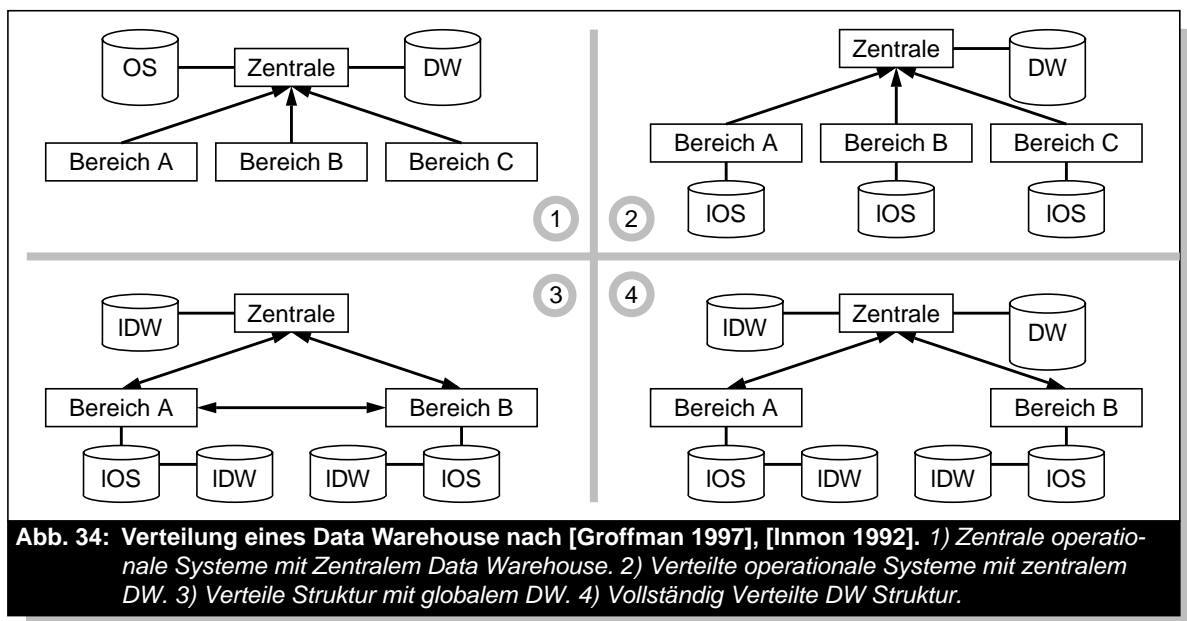 OS
Zentrale
DW
Bereich A
Bereich B
Bereich C
1
Zentrale
DW
Bereich A
Bereich B
Bereich C
IOS
IOS
IOS
2
3
Zentrale
IDW
Bereich A
Bereich B
IOS
IDW
IDW
IOS
4
IDW
Zentrale
DW
Bereich A
Bereich B
IOS
IDW
IDW
IOS
Abb. 34: Verteilung eines Data Warehouse nach [Groffman 1997], [Inmon 1992]. 1) Zentrale operatio-
nale Systeme mit Zentralem Data Warehouse. 2) Verteilte operationale Systeme mit zentralem
DW. 3) Verteile Struktur mit globalem DW. 4) Vollständig Verteilte DW Struktur.